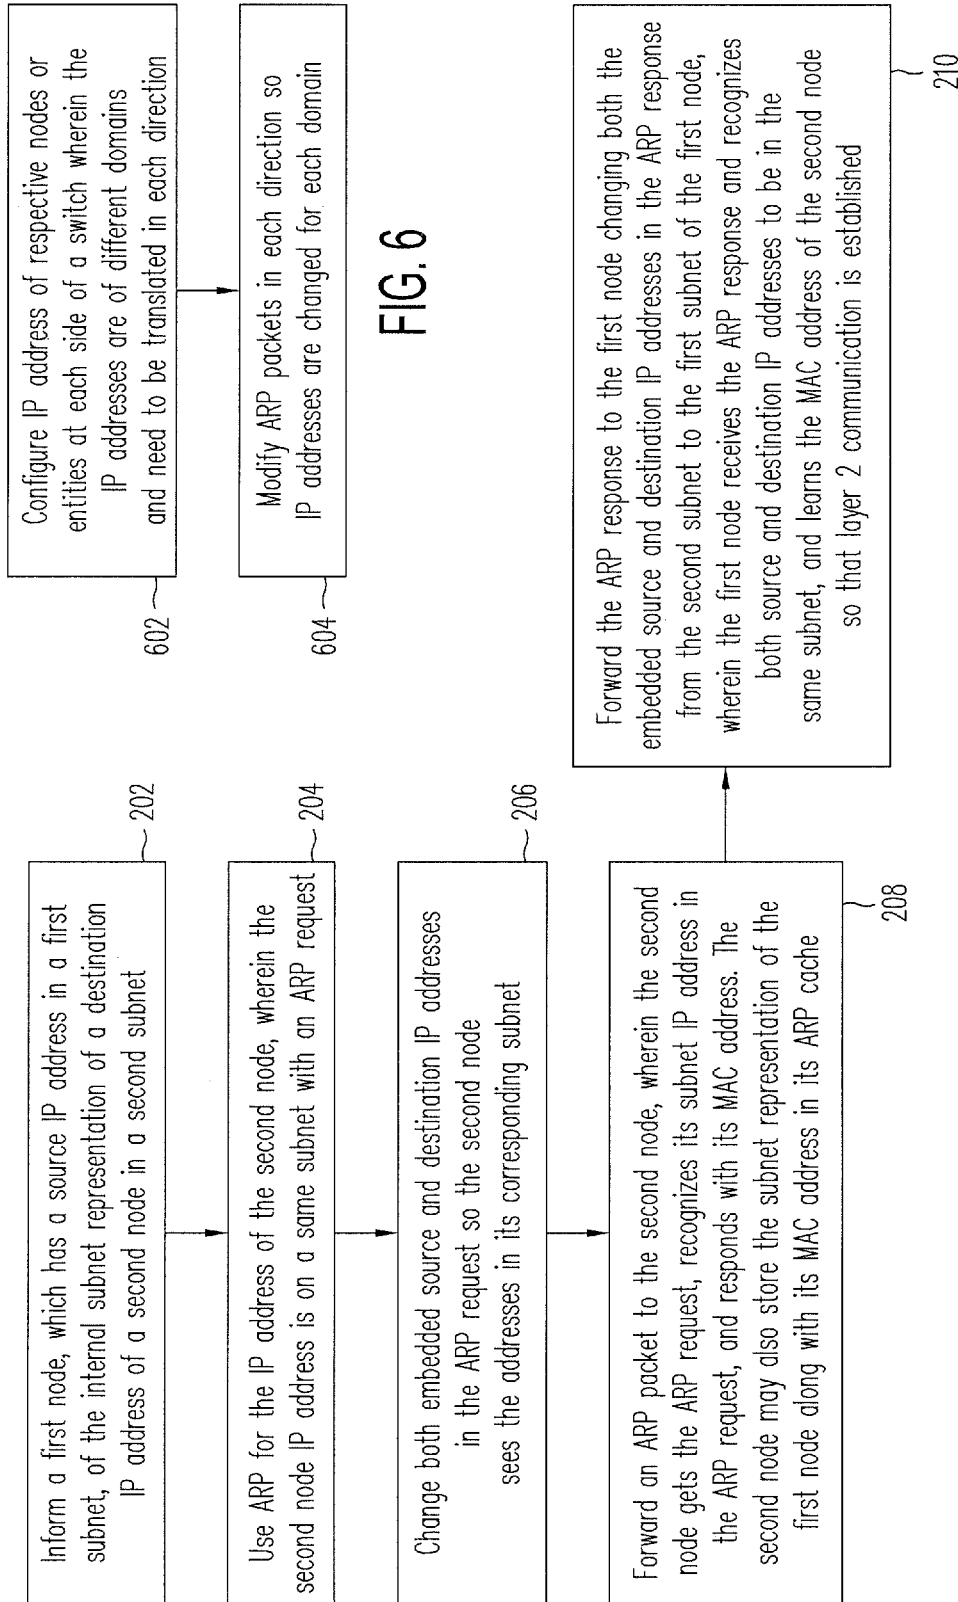 Inform a first node, which has a source IP address in a first
subnet, of the internal subnet representation of a destination
IP address of a second node in a second subnet
202
Use ARP for the IP address of the second node, wherein the
second node IP address is on a same subnet with an ARP request
204
Change both embedded source and destination IP addresses
in the ARP request so the second node
sees the addresses in its corresponding subnet
206
Forward an ARP packet to the second node, wherein the second
node gets the ARP request, recognizes its subnet IP address in
the ARP request, and responds with its MAC address. The
second node may also store the subnet representation of the
first node along with its MAC address in its ARP cache
208
Forward the ARP response to the first node changing both the
embedded source and destination IP addresses in the ARP response
from the second subnet to the first subnet of the first node,
wherein the first node receives the ARP response and recognizes
both source and destination IP addresses to be in the
same subnet, and learns the MAC address of the second node
so that layer 2 communication is established
210
Configure IP address of respective nodes or
entities at each side of a switch wherein the
IP addresses are of different domains
and need to be translated in each direction
602
Modify ARP packets in each direction so
IP addresses are changed for each domain
604
FIG. 6